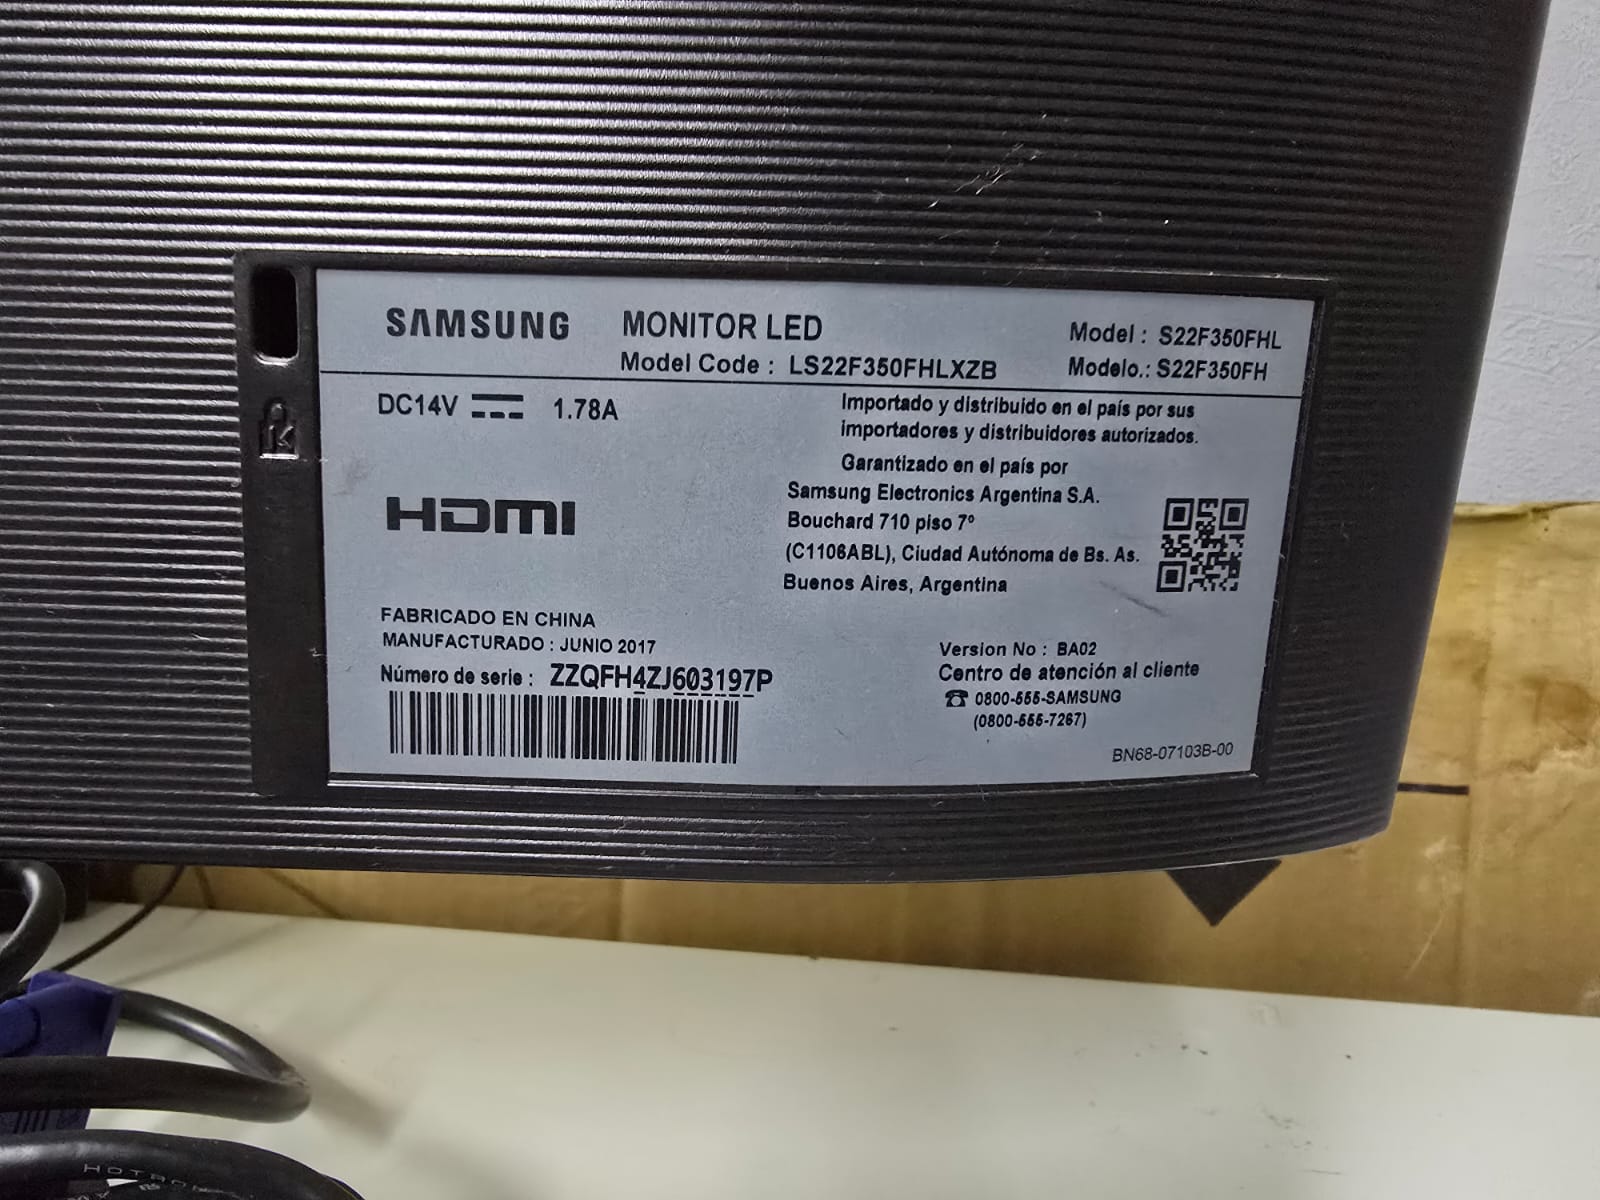 SAMSUNG MONITOR LED Model : S22F350FHL
Model Code : LS22F350FHLXZB Modelo.: S22F350FH
DC14V 1.78A
Importado y distribuido en el país por sus
importadores y distribuidores autorizados.
Garantizado en el país por
Samsung Electronics Argentina S.A.
Bouchard 710 piso 7º
(C1106ABL), Ciudad Autónoma de Bs. As.
Buenos Aires, Argentina
HDMI
FABRICADO EN CHINA
MANUFACTURADO : JUNIO 2017
Número de serie : ZZQFH4ZJ603197P
Version No : BA02
Centro de atención al cliente
☎ 0800-555-SAMSUNG
(0800-555-7267)
BN68-07103B-00